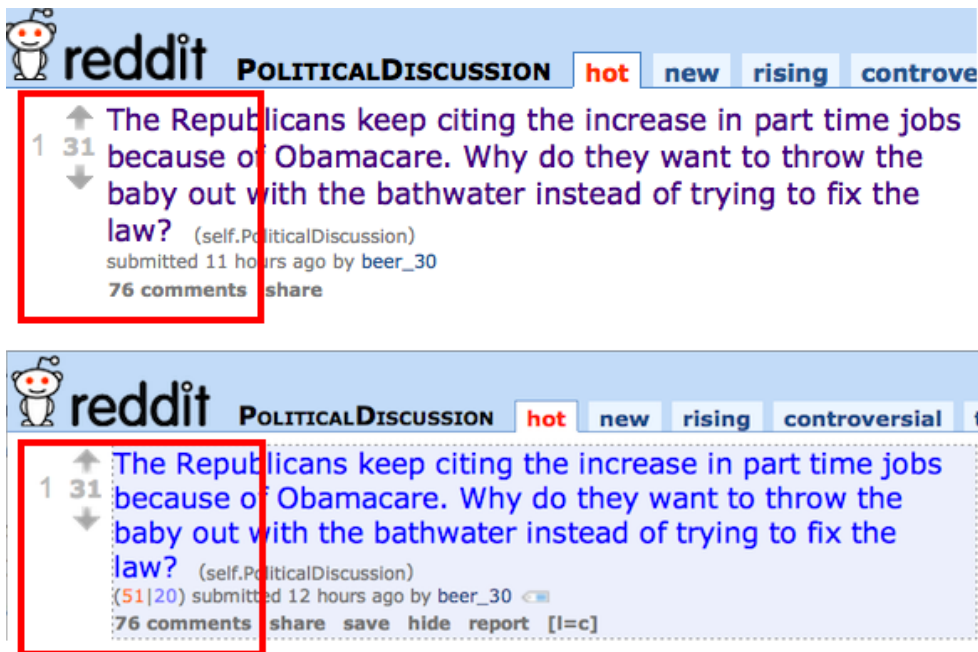 reddit POLITICALDISCUSSION hot new rising controve
The Republicans keep citing the increase in part time jobs
1 31 because of Obamacare. Why do they want to throw the
baby out with the bathwater instead of trying to fix the
law? (self.PoliticalDiscussion)
submitted 11 hours ago by beer_30
76 comments share
reddit POLITICALDISCUSSION hot new rising controversial
The Republicans keep citing the increase in part time jobs
1 31 because of Obamacare. Why do they want to throw the
baby out with the bathwater instead of trying to fix the
law? (self.PoliticalDiscussion)
(51|20) submitted 12 hours ago by beer_30
76 comments share save hide report [l=c]